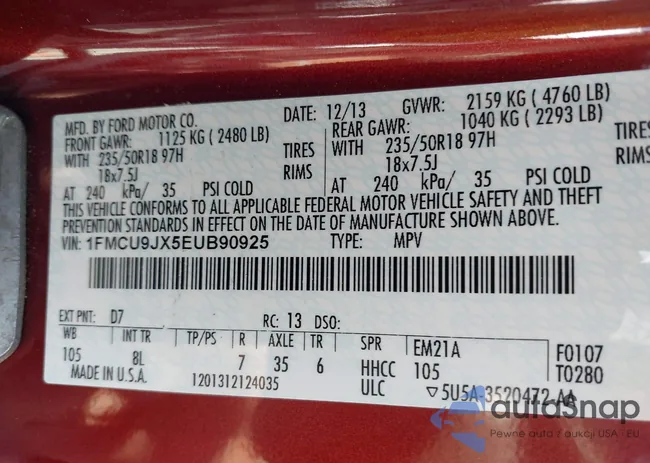 MFD. BY FORD MOTOR CO. DATE: 12/13 GVWR: 2159 KG ( 4760 LB)
FRONT GAWR: 1125 KG ( 2480 LB) REAR GAWR: 1040 KG ( 2293 LB)
WITH 235/50R18 97H TIRES WITH 235/50R18 97H TIRES
18x7.5J RIMS 18x7.5J RIMS
AT 240 kPa/ 35 PSI COLD AT 240 kPa/ 35 PSI COLD
THIS VEHICLE CONFORMS TO ALL APPLICABLE FEDERAL MOTOR VEHICLE SAFETY AND THEFT
PREVENTION STANDARDS IN EFFECT ON THE DATE OF MANUFACTURE SHOWN ABOVE.
VIN: 1FMCU9JX5EUB90925 TYPE: MPV
EXT PNT: D7 RC: 13 DSO:
WB INT TR TP/PS R AXLE TR SPR EM21A F0107
105 8L 7 35 6 HHCC 105 T0280
MADE IN U.S.A. 1201312124035 ULC ▽5U5A-3520472-AA
autosnap
Pewne auta z aukcji USA - EU